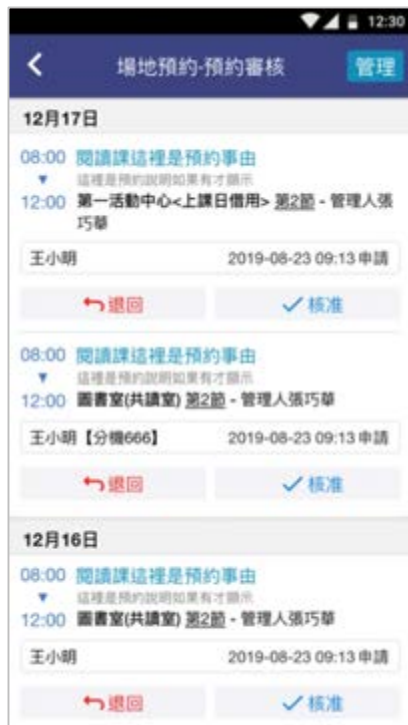 12:30
場地預約-預約審核 管理
12月17日
08:00 閱讀課這裡是預約事由
這裡是預約說明如果有才顯示
12:00 第一活動中心<上課日借用> 第2節 - 管理人張
巧華
王小明 2019-08-23 09:13 申請
退回 核准
08:00 閱讀課這裡是預約事由
這裡是預約說明如果有才顯示
12:00 圖書室(共讀室) 第2節 - 管理人張巧華
王小明【分機666】 2019-08-23 09:13 申請
退回 核准
12月16日
08:00 閱讀課這裡是預約事由
這裡是預約說明如果有才顯示
12:00 圖書室(共讀室) 第2節 - 管理人張巧華
王小明 2019-08-23 09:13 申請
退回 核准